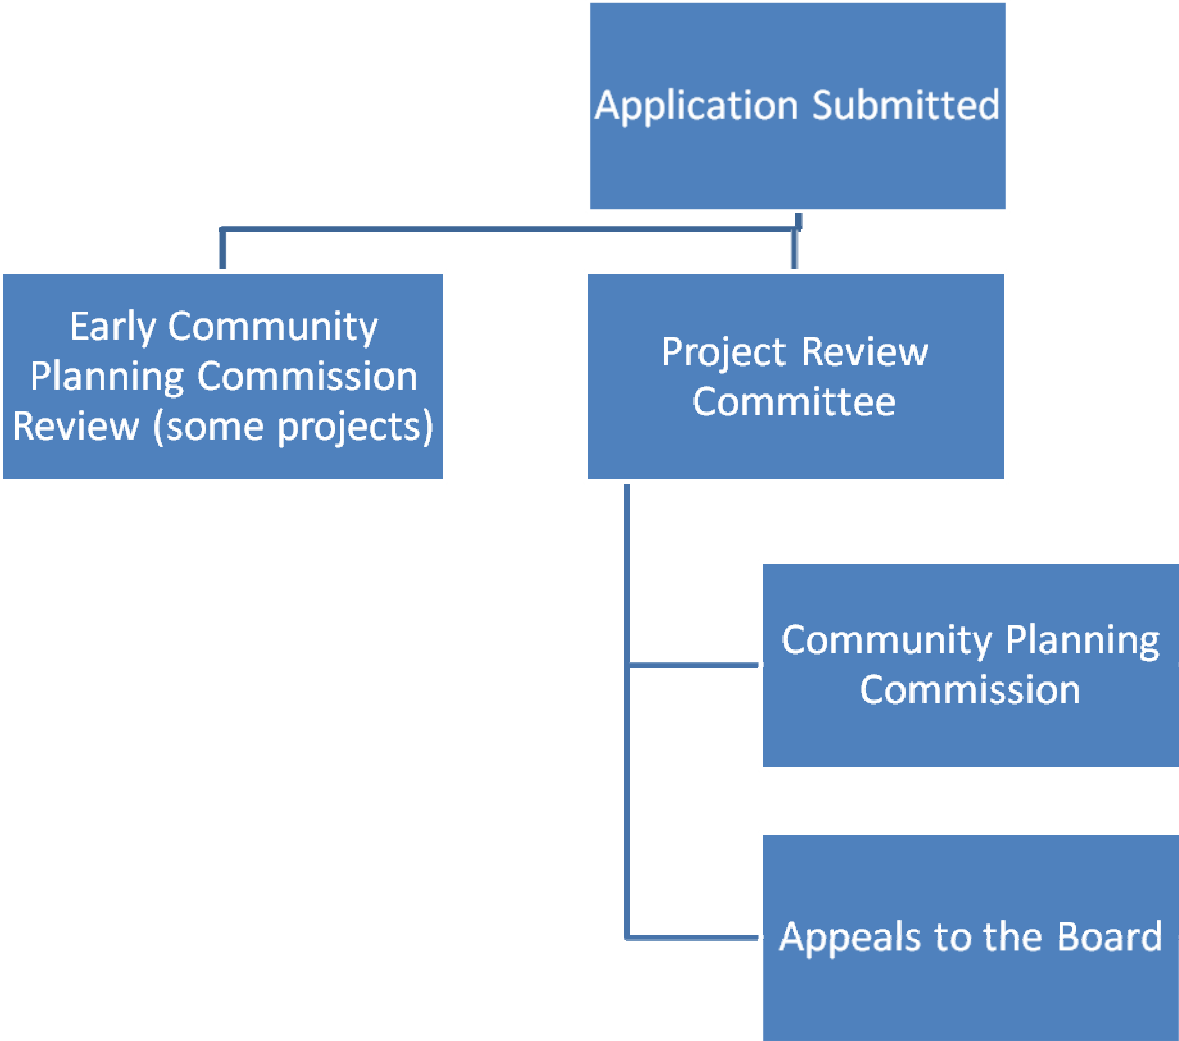 Application Submitted
Early Community
Planning Commission
Review (some projects)
Project Review
Committee
Community Planning
Commission
Appeals to the Board